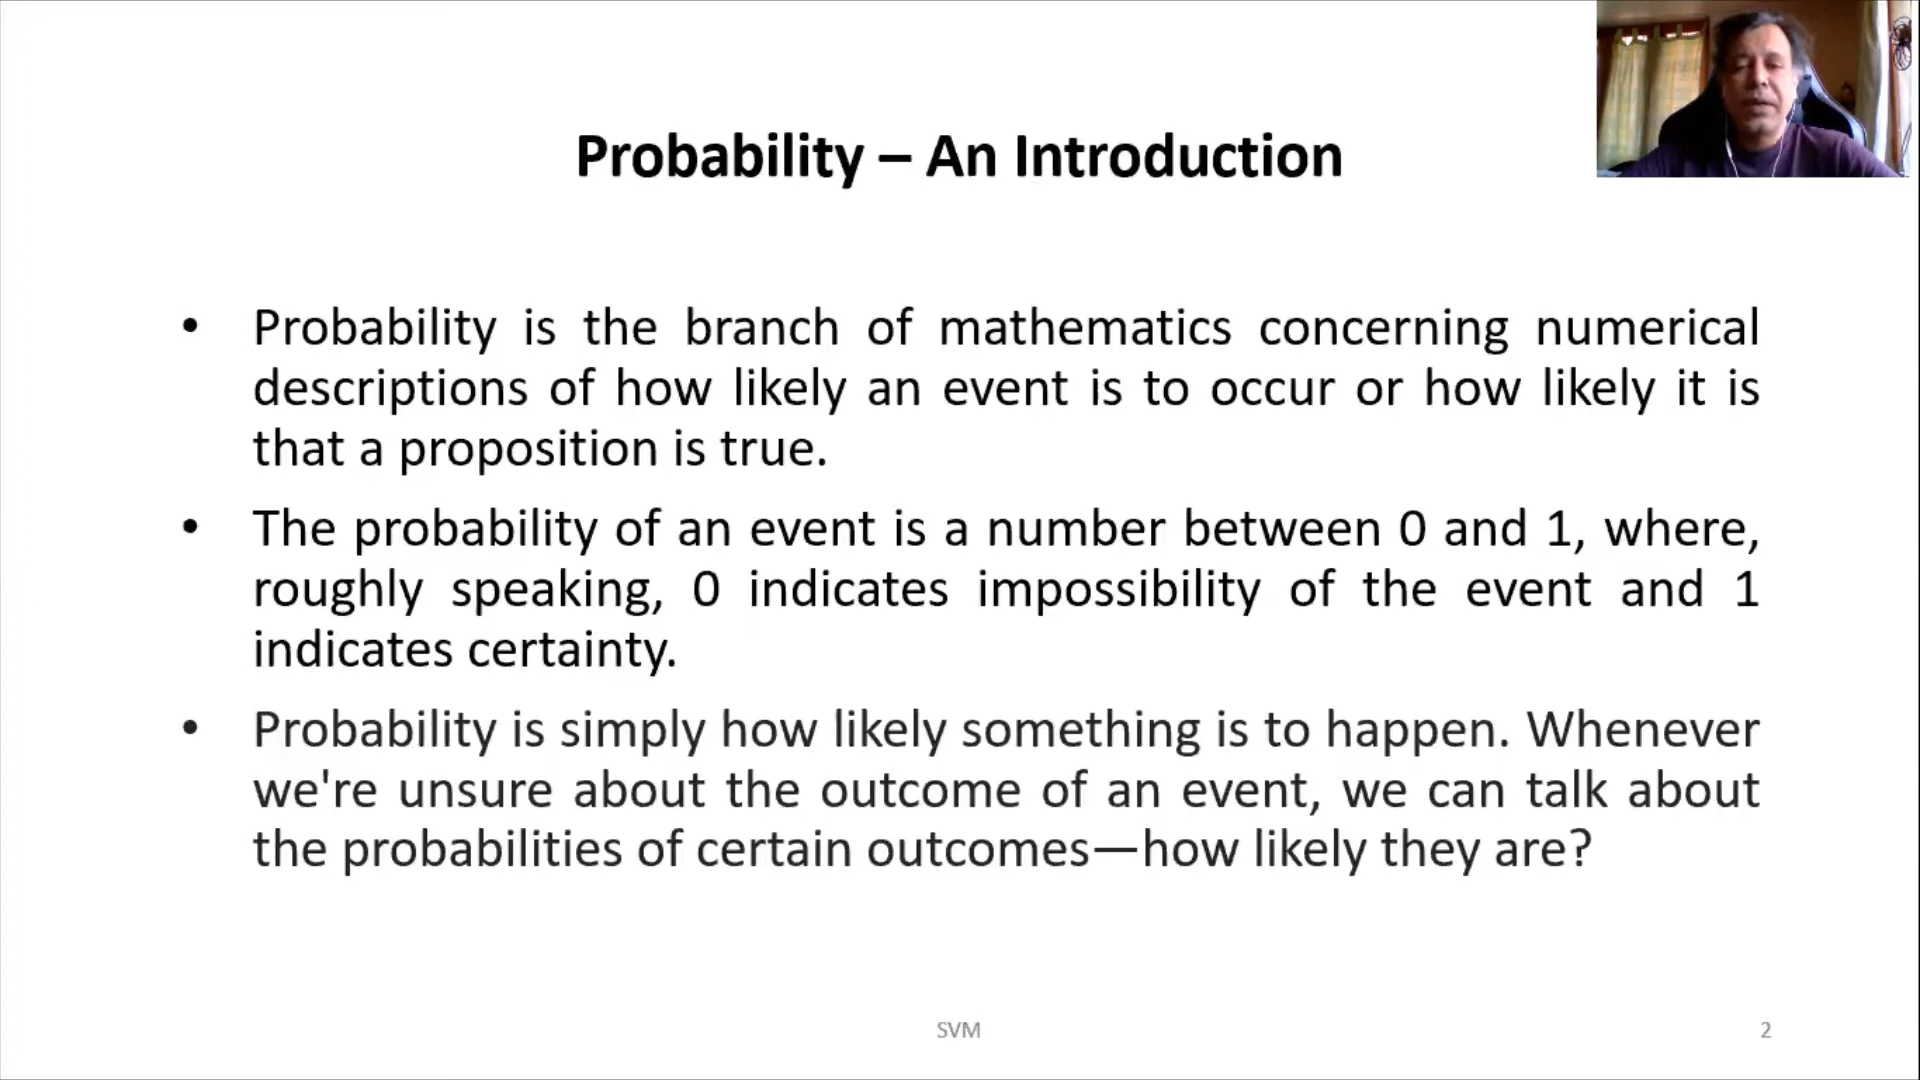 Probability – An Introduction
• Probability is the branch of mathematics concerning numerical
descriptions of how likely an event is to occur or how likely it is
that a proposition is true.
• The probability of an event is a number between 0 and 1, where,
roughly speaking, 0 indicates impossibility of the event and 1
indicates certainty.
• Probability is simply how likely something is to happen. Whenever
we're unsure about the outcome of an event, we can talk about
the probabilities of certain outcomes—how likely they are?
SVM
2